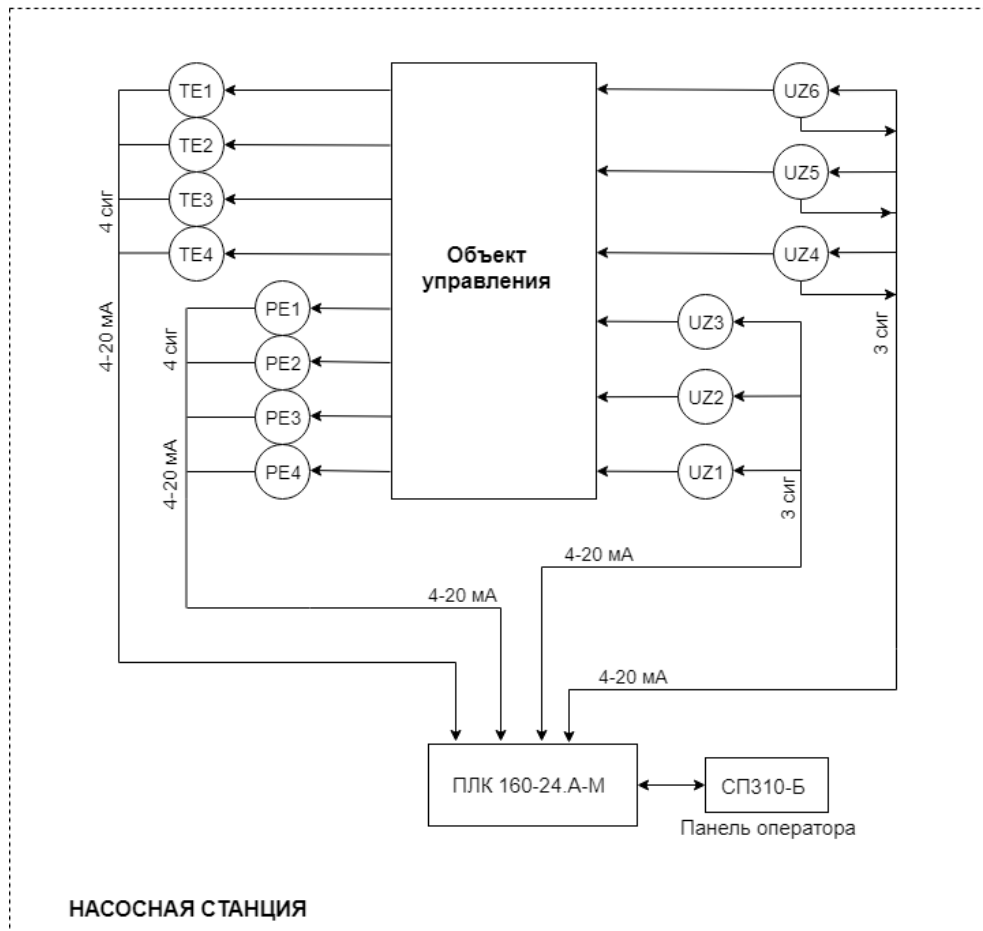 TE1
TE2
TE3
TE4
4 сиг
4-20 мА
PE1
PE2
PE3
PE4
4 сиг
4-20 мА
4-20 мА
Объект
управления
UZ6
UZ5
UZ4
UZ3
UZ2
UZ1
3 сиг
3 сиг
4-20 мА
4-20 мА
ПЛК 160-24.А-М
СП310-Б
Панель оператора
НАСОСНАЯ СТАНЦИЯ